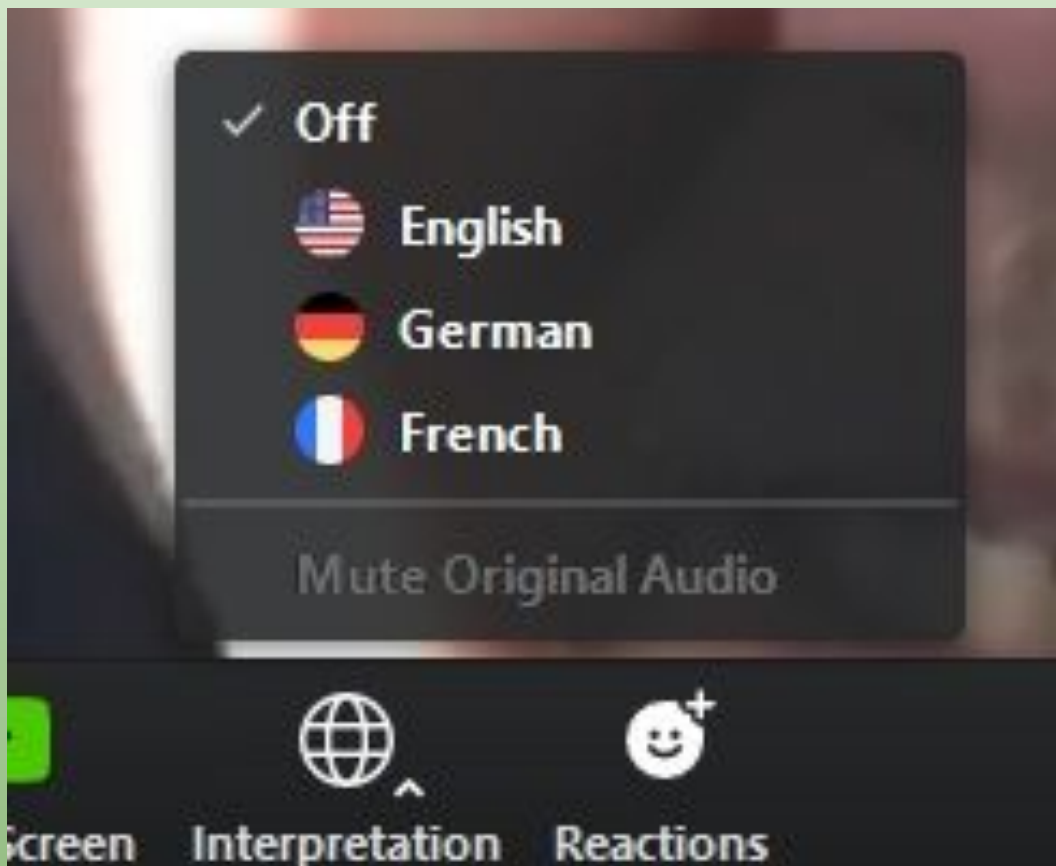 Off
English
German
French
Mute Original Audio
Screen Interpretation Reactions